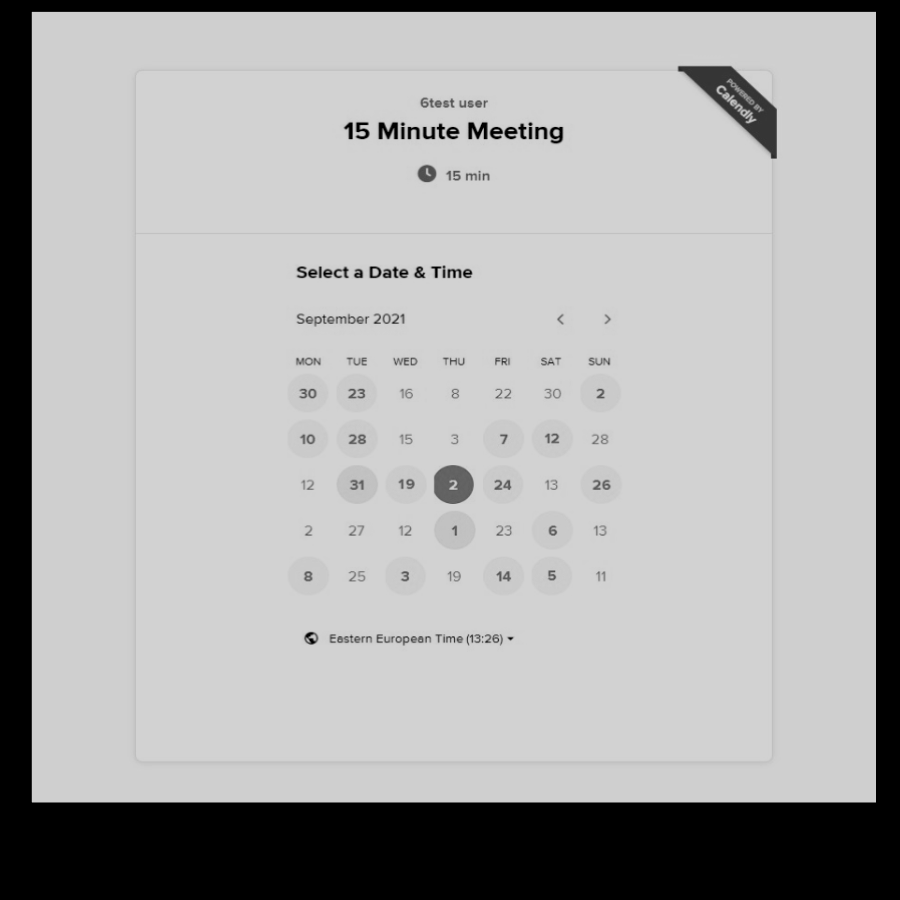 6test user
15 Minute Meeting
15 min
POWERED BY
Calendly
Select a Date & Time
September 2021
MON TUE WED THU FRI SAT SUN
30 23 16 8 22 30 2
10 28 15 3 7 12 28
12 31 19 2 24 13 26
2 27 12 1 23 6 13
8 25 3 19 14 5 11
Eastern European Time (13:26)